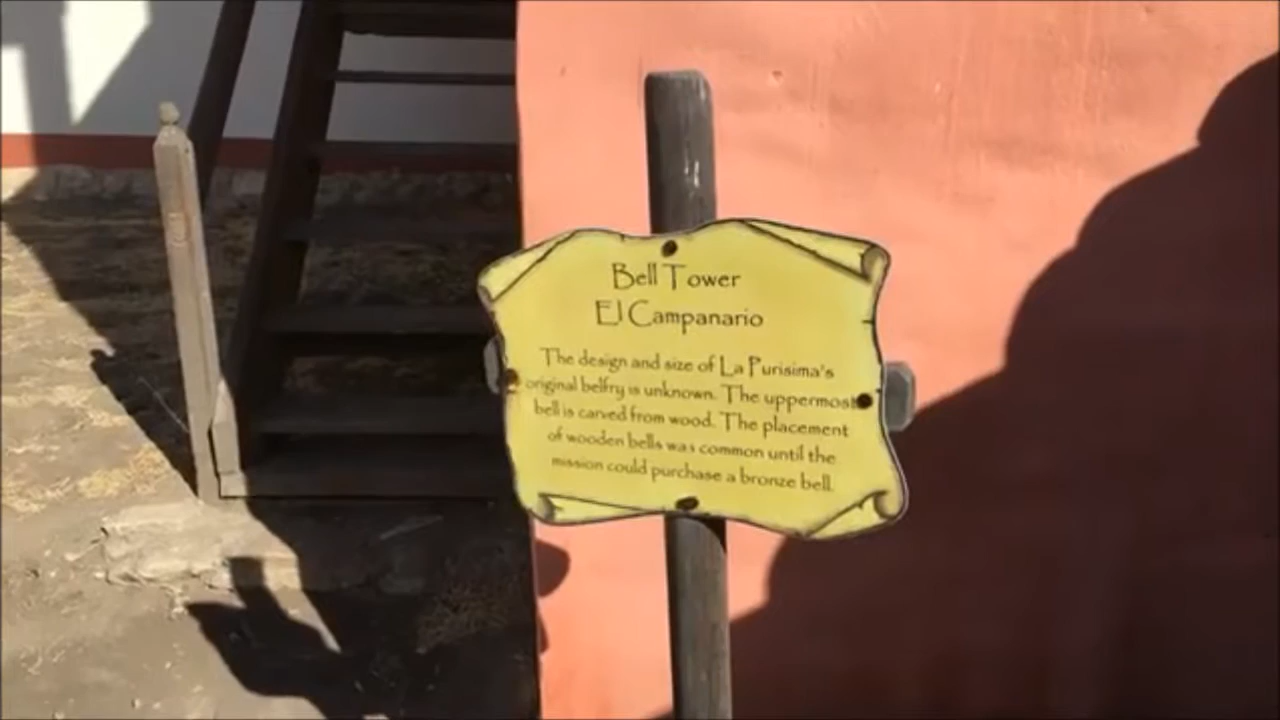 Bell Tower
El Campanario
The design and size of La Purisima's
original belfry is unknown. The uppermost
bell is carved from wood. The placement
of wooden bells was common until the
mission could purchase a bronze bell.